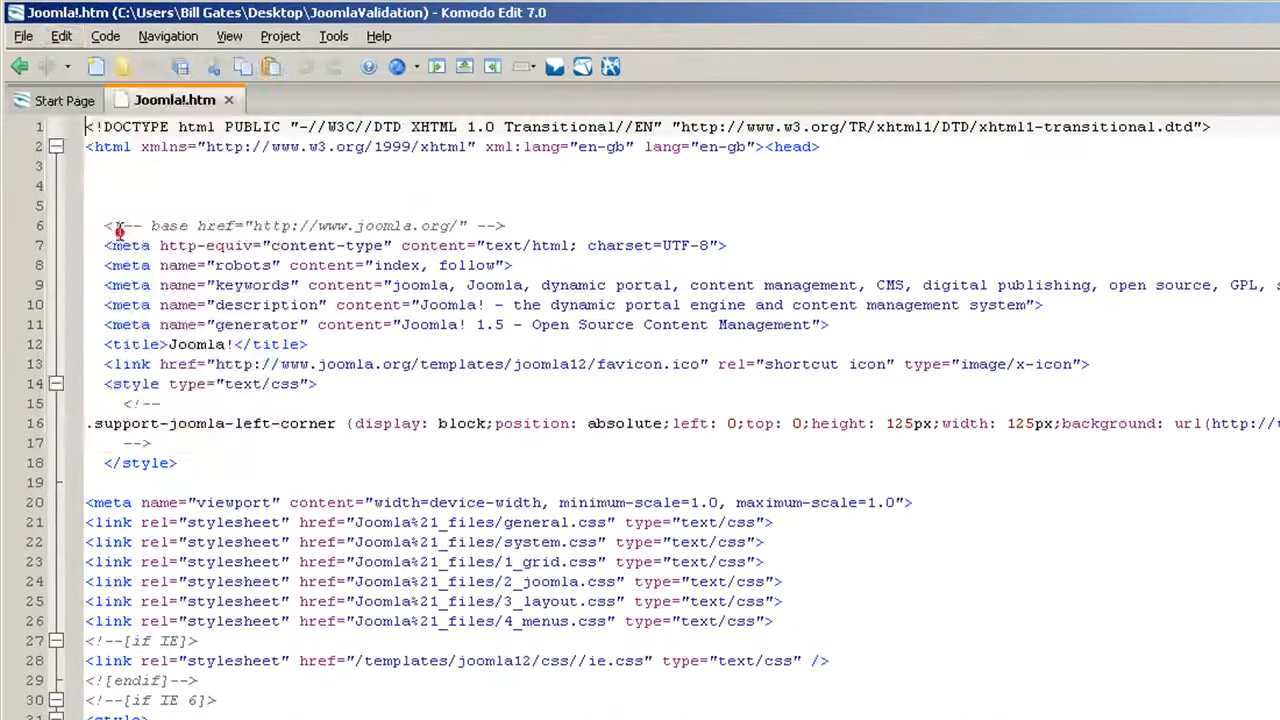 Joomla!.htm (C:\Users\Bill Gates\Desktop\JoomlaValidation) - Komodo Edit 7.0
File Edit Code Navigation View Project Tools Help
Start Page Joomla!.htm
1 <!DOCTYPE html PUBLIC "-//W3C//DTD XHTML 1.0 Transitional//EN" "http://www.w3.org/TR/xhtml1/DTD/xhtml1-transitional.dtd">
2 <html xmlns="http://www.w3.org/1999/xhtml" xml:lang="en-gb" lang="en-gb"><head>
3
4
5
6 <!-- base href="http://www.joomla.org/" -->
7 <meta http-equiv="content-type" content="text/html; charset=UTF-8">
8 <meta name="robots" content="index, follow">
9 <meta name="keywords" content="joomla, Joomla, dynamic portal, content management, CMS, digital publishing, open source, GPL, s
10 <meta name="description" content="Joomla! - the dynamic portal engine and content management system">
11 <meta name="generator" content="Joomla! 1.5 - Open Source Content Management">
12 <title>Joomla!</title>
13 <link href="http://www.joomla.org/templates/joomla12/favicon.ico" rel="shortcut icon" type="image/x-icon">
14 <style type="text/css">
15 <!--
16 .support-joomla-left-corner {display: block;position: absolute;left: 0;top: 0;height: 125px;width: 125px;background: url(http://w
17 -->
18 </style>
19
20 <meta name="viewport" content="width=device-width, minimum-scale=1.0, maximum-scale=1.0">
21 <link rel="stylesheet" href="Joomla%21_files/general.css" type="text/css">
22 <link rel="stylesheet" href="Joomla%21_files/system.css" type="text/css">
23 <link rel="stylesheet" href="Joomla%21_files/1_grid.css" type="text/css">
24 <link rel="stylesheet" href="Joomla%21_files/2_joomla.css" type="text/css">
25 <link rel="stylesheet" href="Joomla%21_files/3_layout.css" type="text/css">
26 <link rel="stylesheet" href="Joomla%21_files/4_menus.css" type="text/css">
27 <!--[if IE]>
28 <link rel="stylesheet" href="/templates/joomla12/css//ie.css" type="text/css" />
29 <![endif]-->
30 <!--[if IE 6]>
31 <style>